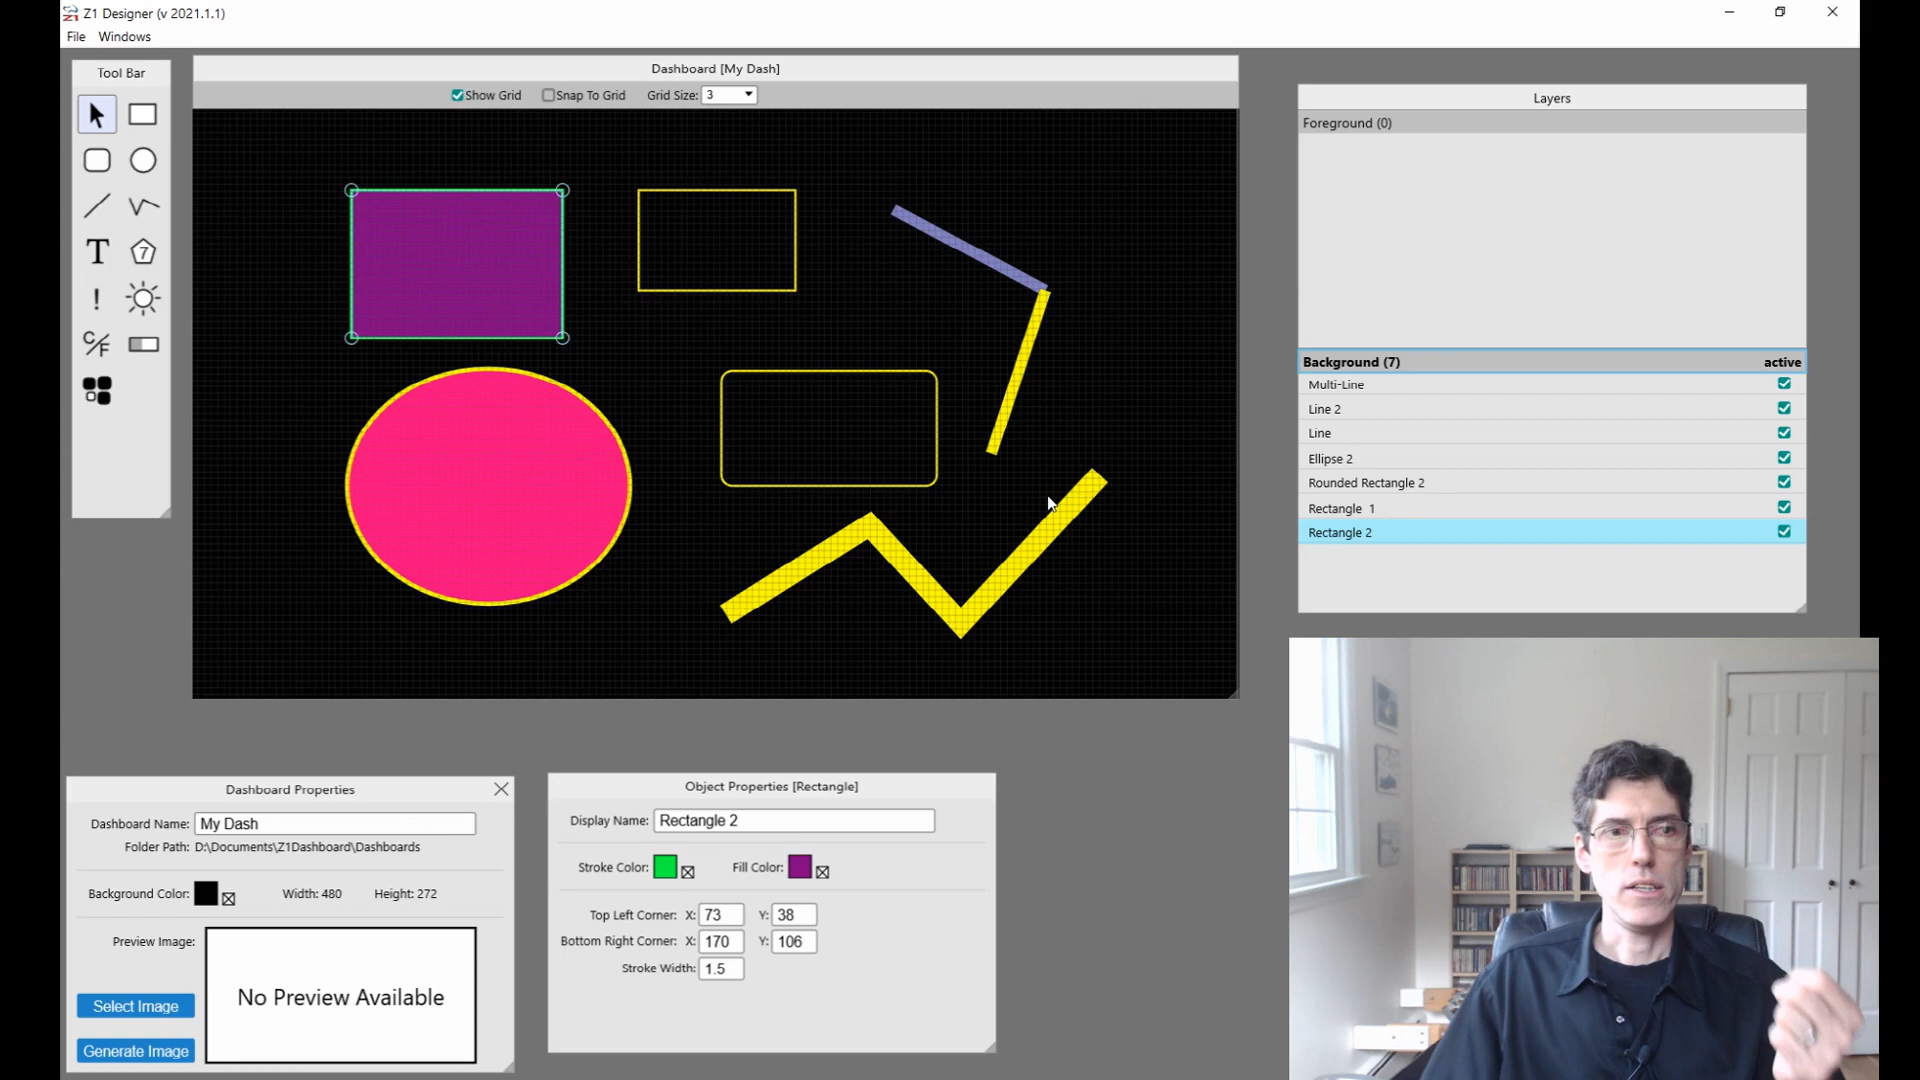 Z1 Designer (v 2021.1.1)
File Windows
Tool Bar
T
7
!
C/F
Dashboard [My Dash]
Show Grid Snap To Grid Grid Size: 3
Layers
Foreground (0)
Background (7) active
Multi-Line
Line 2
Line
Ellipse 2
Rounded Rectangle 2
Rectangle  1
Rectangle 2
Dashboard Properties
Dashboard Name: My Dash
Folder Path: D:\Documents\Z1Dashboard\Dashboards
Background Color: Width: 480 Height: 272
Preview Image:
No Preview Available
Select Image
Generate Image
Object Properties [Rectangle]
Display Name: Rectangle 2
Stroke Color: Fill Color:
Top Left Corner: X: 73 Y: 38
Bottom Right Corner: X: 170 Y: 106
Stroke Width: 1.5